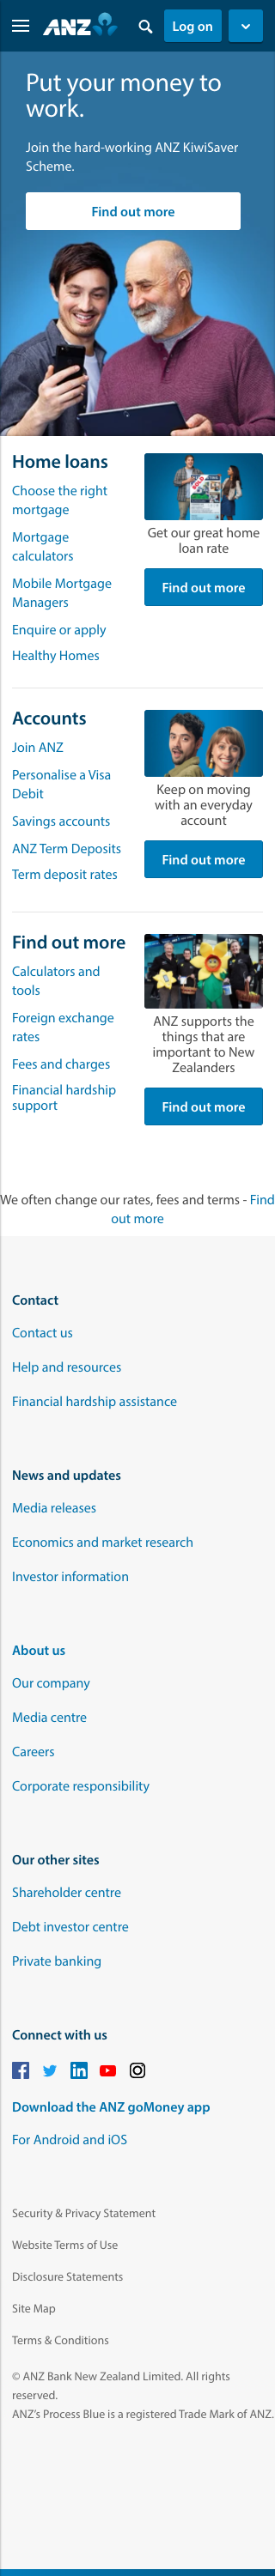 ANZ
Log on
Put your money to
work.
Join the hard-working ANZ KiwiSaver
Scheme.
Find out more
Home loans
Choose the right
mortgage
Mortgage
calculators
Mobile Mortgage
Managers
Enquire or apply
Healthy Homes
SOLD
Get our great home
loan rate
Find out more
Accounts
Join ANZ
Personalise a Visa
Debit
Savings accounts
ANZ Term Deposits
Term deposit rates
Keep on moving
with an everyday
account
Find out more
Find out more
Calculators and
tools
Foreign exchange
rates
Fees and charges
Financial hardship
support
ANZ supports the
things that are
important to New
Zealanders
Find out more
We often change our rates, fees and terms - Find
out more
Contact
Contact us
Help and resources
Financial hardship assistance
News and updates
Media releases
Economics and market research
Investor information
About us
Our company
Media centre
Careers
Corporate responsibility
Our other sites
Shareholder centre
Debt investor centre
Private banking
Connect with us
Download the ANZ goMoney app
For Android and iOS
Security & Privacy Statement
Website Terms of Use
Disclosure Statements
Site Map
Terms & Conditions
© ANZ Bank New Zealand Limited. All rights
reserved.
ANZ's Process Blue is a registered Trade Mark of ANZ.